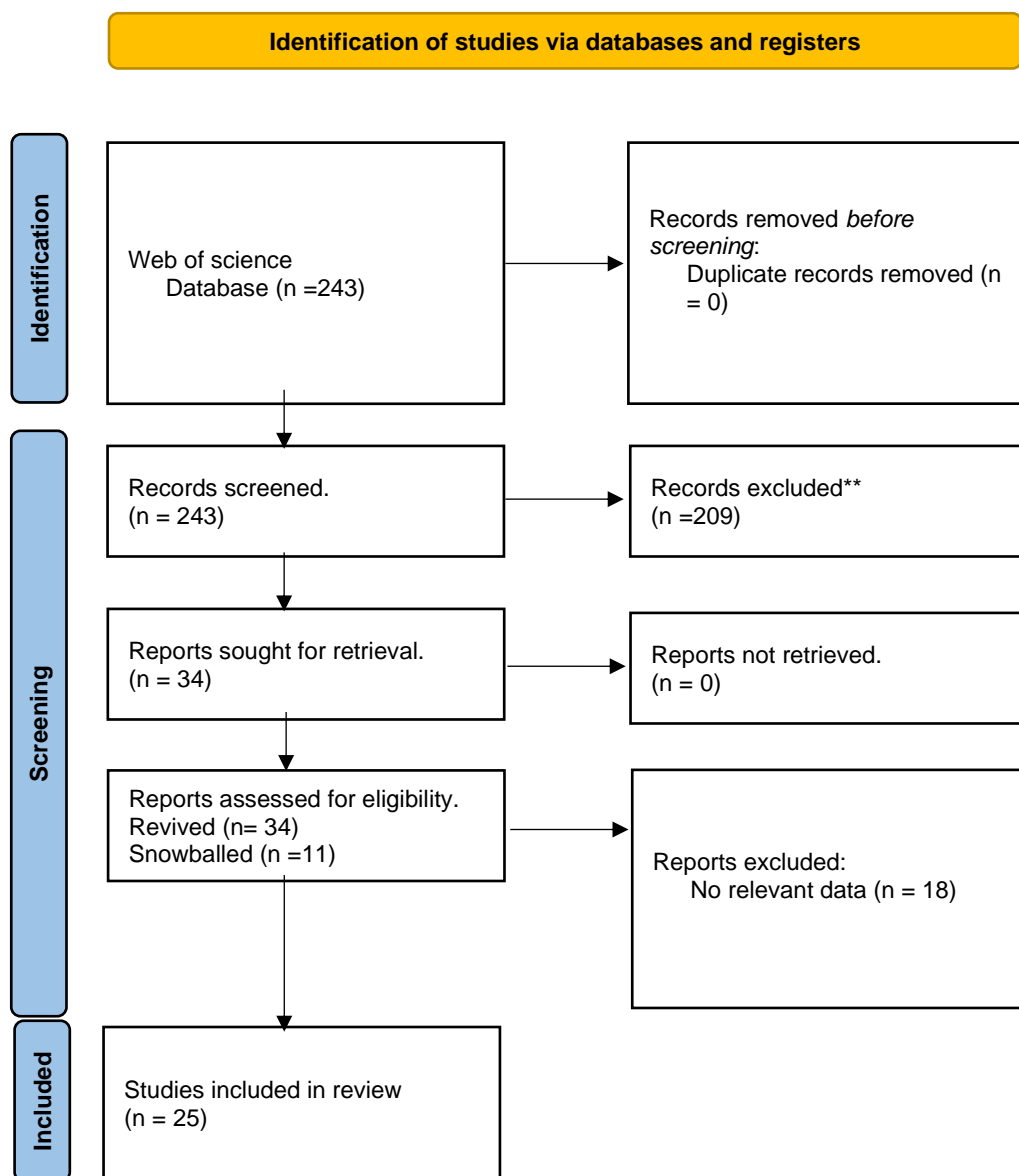 Identification of studies via databases and registers
Identification
Web of science
Database (n =243)
Records removed before
screening:
Duplicate records removed (n
= 0)
Screening
Records screened.
(n = 243)
Records excluded**
(n =209)
Reports sought for retrieval.
(n = 34)
Reports not retrieved.
(n = 0)
Reports assessed for eligibility.
Revived (n= 34)
Snowballed (n =11)
Reports excluded:
No relevant data (n = 18)
Included
Studies included in review
(n = 25)